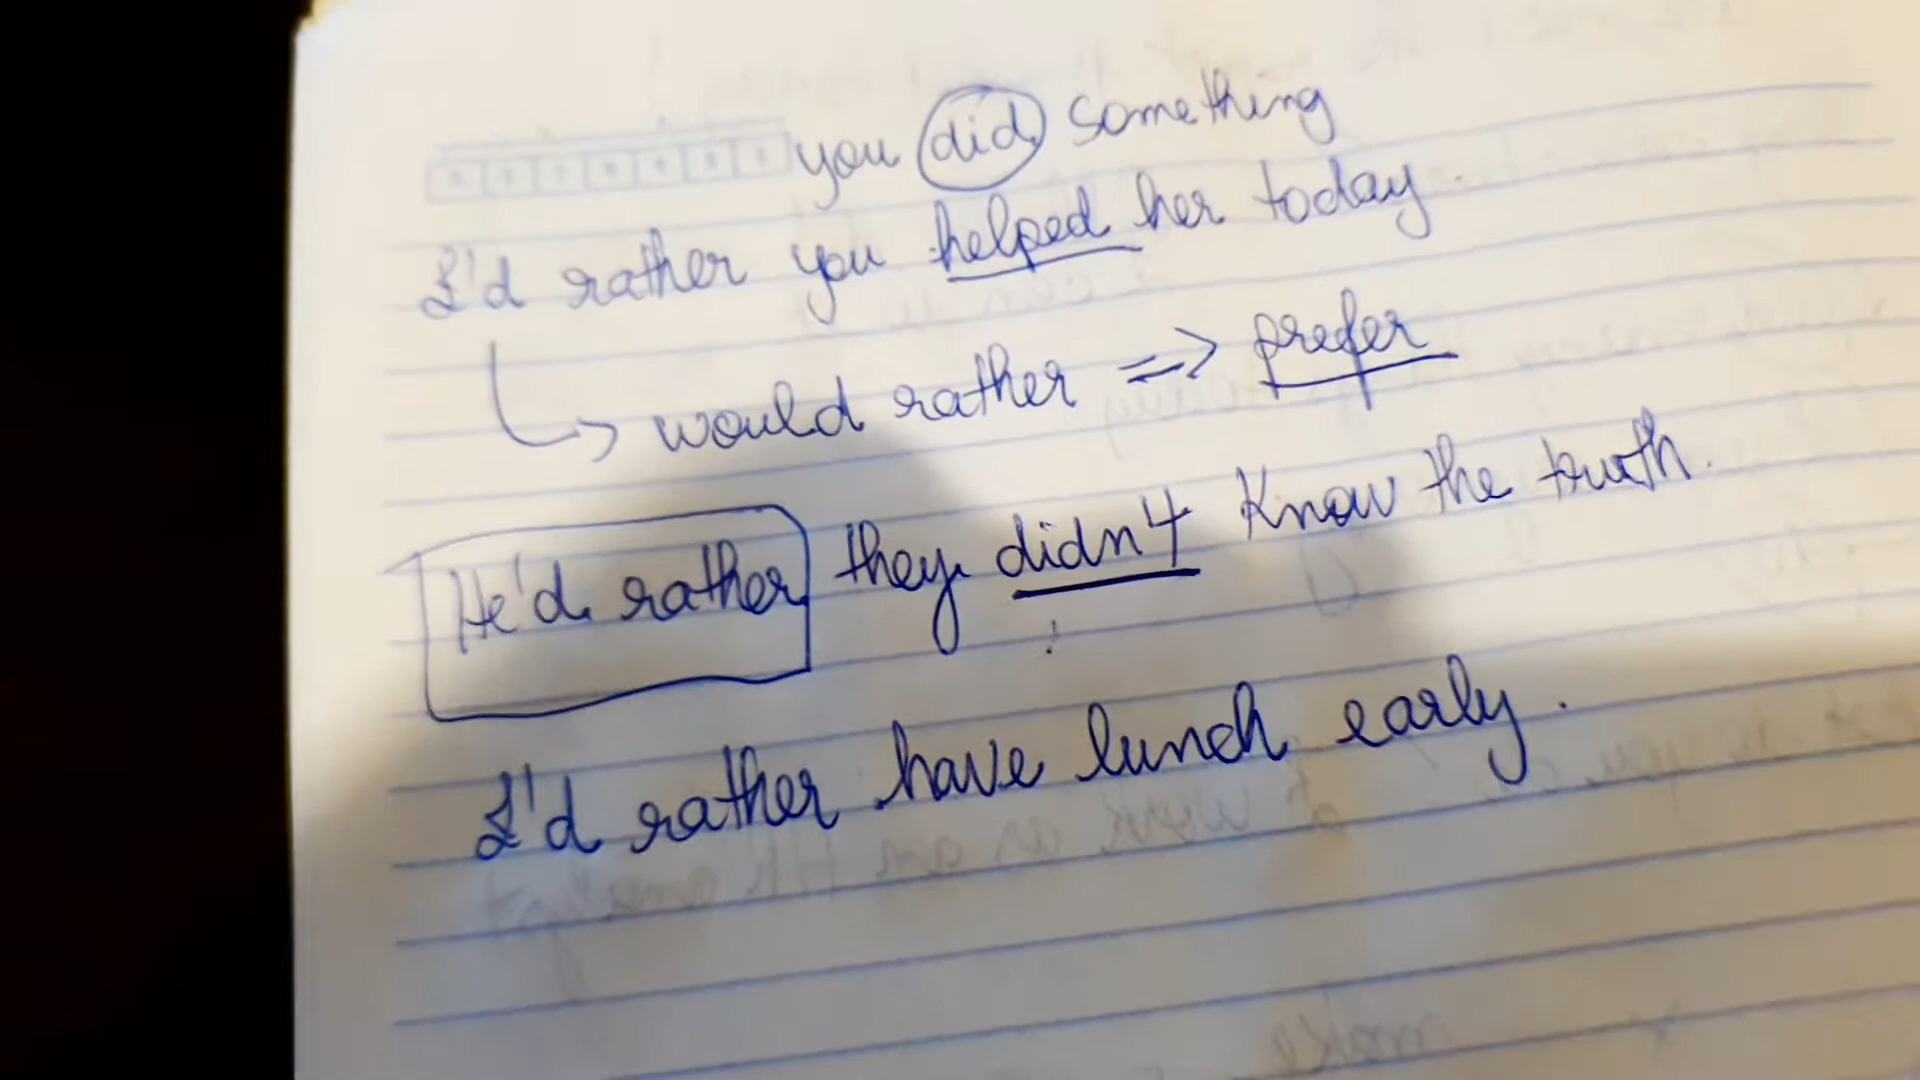 you did something
I'd rather you helped her today.
would rather => prefer
He'd rather they didn't know the truth.
I'd rather have lunch early.